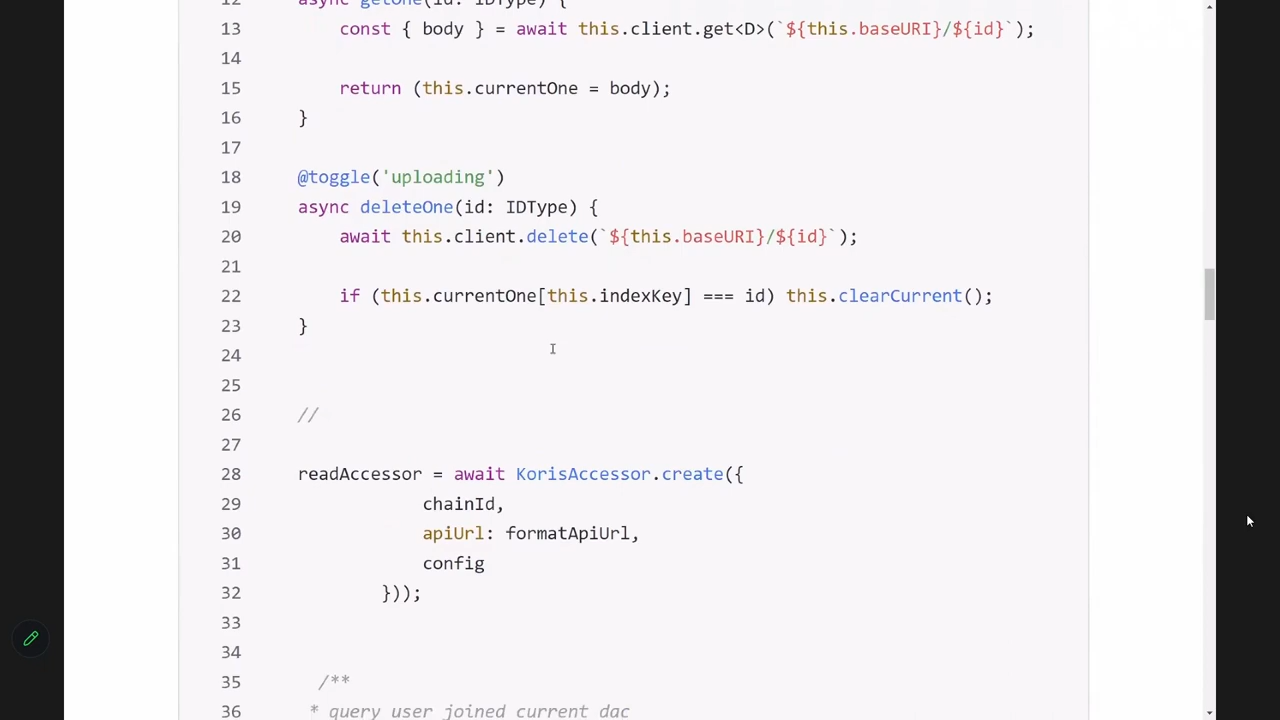 12 async getOne(id: IDType) {
13 const { body } = await this.client.get<D>(`${this.baseURI}/${id}`);
14
15 return (this.currentOne = body);
16 }
17
18 @toggle('uploading')
19 async deleteOne(id: IDType) {
20 await this.client.delete(`${this.baseURI}/${id}`);
21
22 if (this.currentOne[this.indexKey] === id) this.clearCurrent();
23 }
24
25
26 //
27
28 readAccessor = await KorisAccessor.create({
29 chainId,
30 apiUrl: formatApiUrl,
31 config
32 }));
33
34
35 /**
36 * query user joined current dac